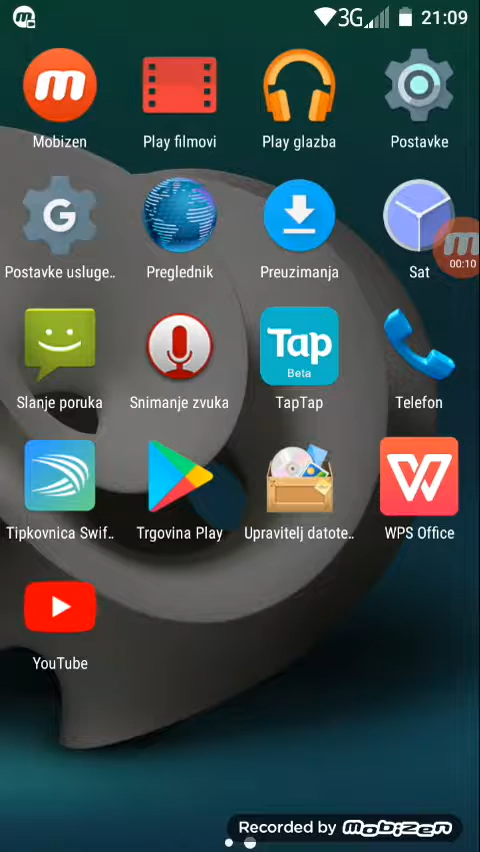 3G 21:09
m
Mobizen
Play filmovi
Play glazba
Postavke
G
Postavke usluge..
Preglednik
Preuzimanja
Sat
m
00:10
Tap
Beta
Slanje poruka
Snimanje zvuka
TapTap
Telefon
W
Tipkovnica Swif..
Trgovina Play
Upravitelj datote..
WPS Office
YouTube
Recorded by mobizen